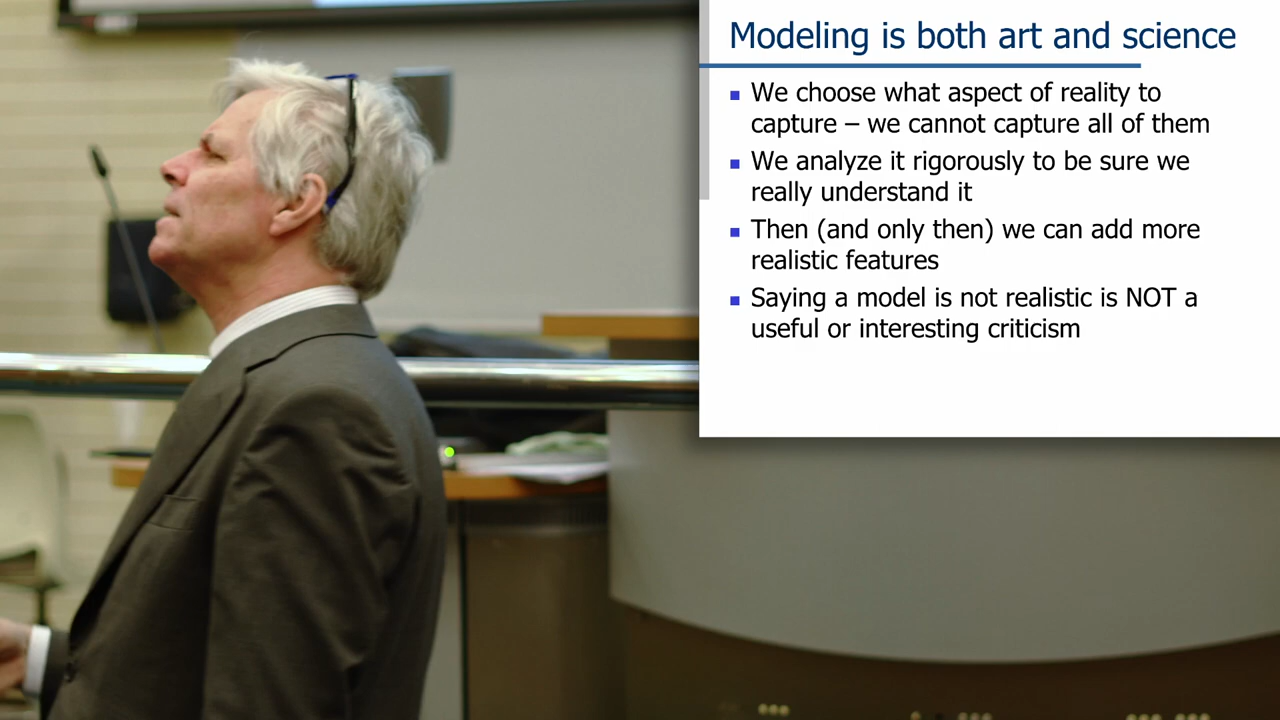 Modeling is both art and science
We choose what aspect of reality to
capture – we cannot capture all of them
We analyze it rigorously to be sure we
really understand it
Then (and only then) we can add more
realistic features
Saying a model is not realistic is NOT a
useful or interesting criticism